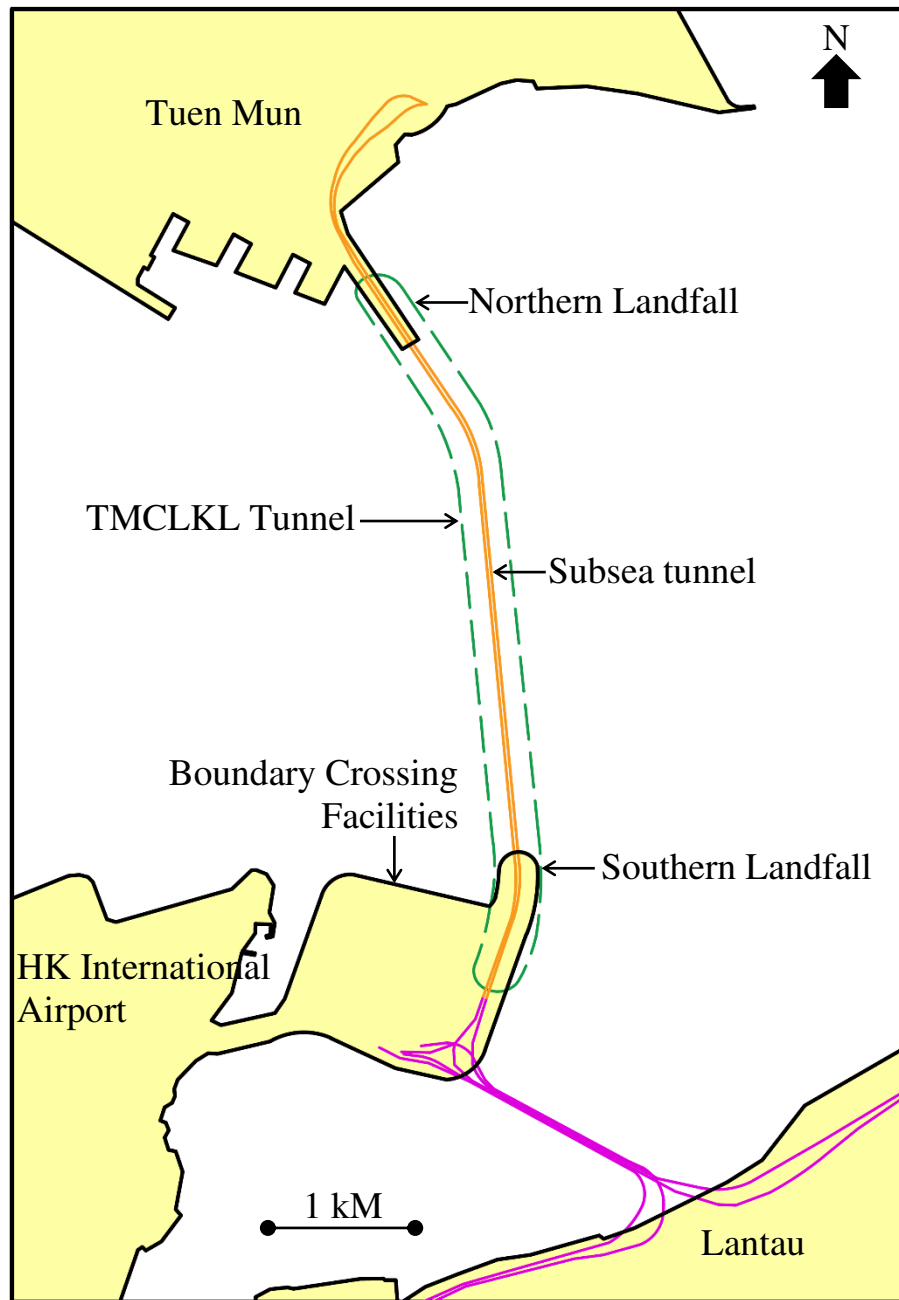 N
Tuen Mun
Northern Landfall
TMCLKL Tunnel
Subsea tunnel
Boundary Crossing
Facilities
Southern Landfall
HK International
Airport
1 kM
Lantau